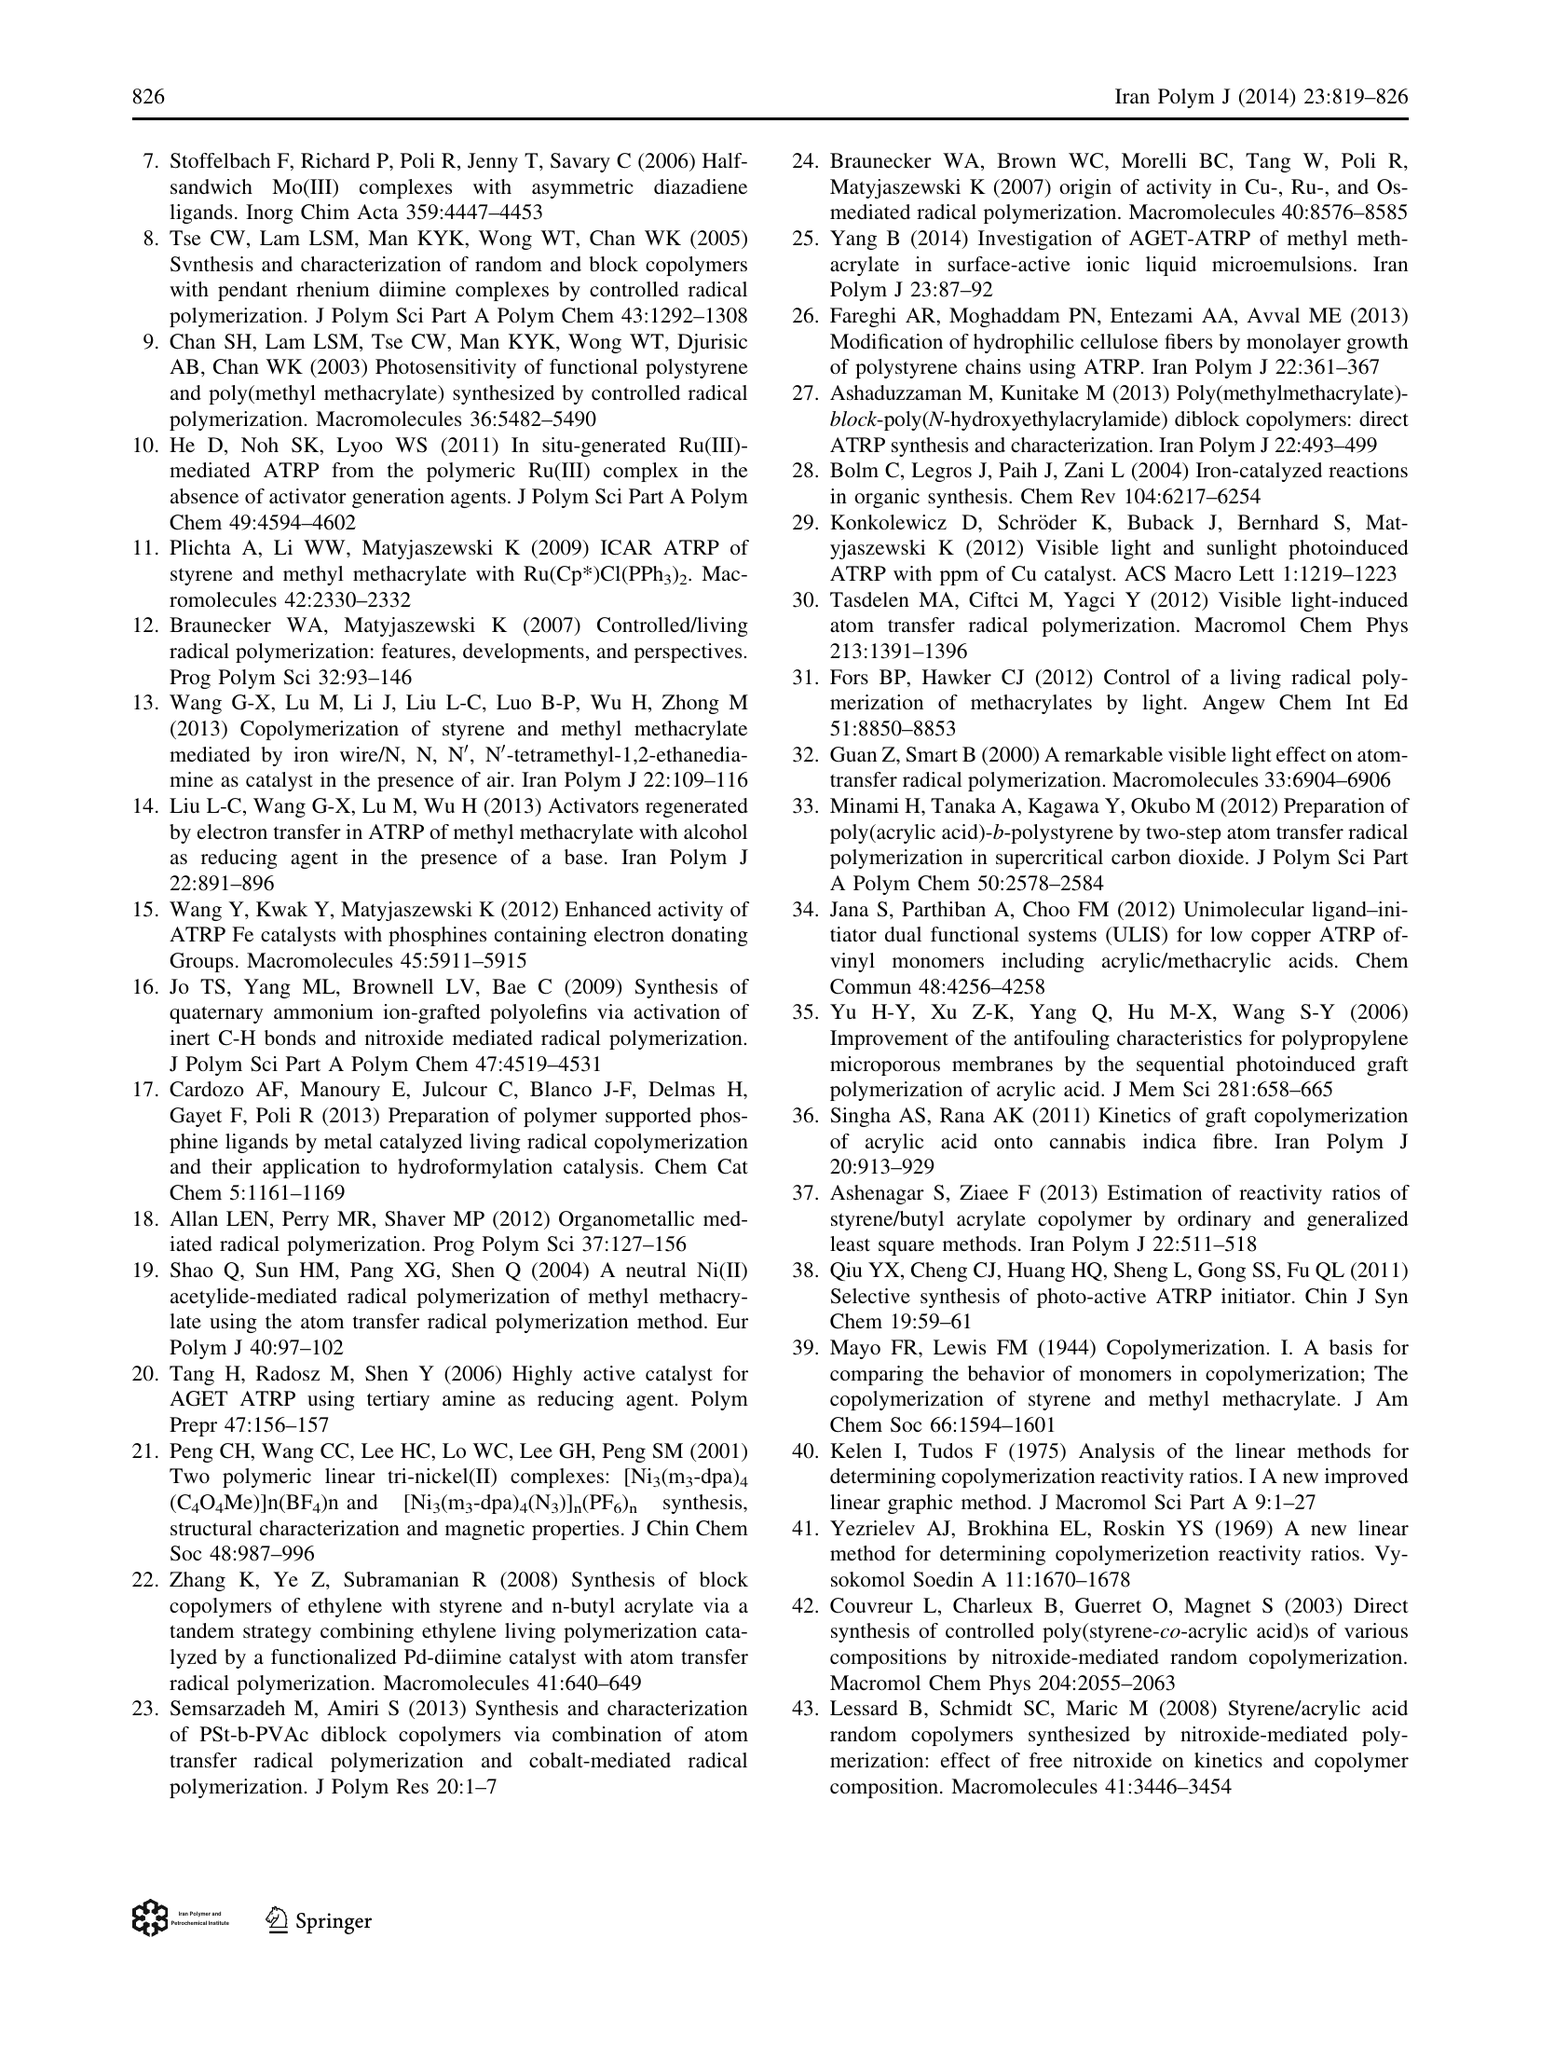 826
Iran Polym J (2014) 23:819–826
7. Stoffelbach F, Richard P, Poli R, Jenny T, Savary C (2006) Half-
sandwich Mo(III) complexes with asymmetric diazadiene
ligands. Inorg Chim Acta 359:4447–4453
8. Tse CW, Lam LSM, Man KYK, Wong WT, Chan WK (2005)
Svnthesis and characterization of random and block copolymers
with pendant rhenium diimine complexes by controlled radical
polymerization. J Polym Sci Part A Polym Chem 43:1292–1308
9. Chan SH, Lam LSM, Tse CW, Man KYK, Wong WT, Djurisic
AB, Chan WK (2003) Photosensitivity of functional polystyrene
and poly(methyl methacrylate) synthesized by controlled radical
polymerization. Macromolecules 36:5482–5490
10. He D, Noh SK, Lyoo WS (2011) In situ-generated Ru(III)-
mediated ATRP from the polymeric Ru(III) complex in the
absence of activator generation agents. J Polym Sci Part A Polym
Chem 49:4594–4602
11. Plichta A, Li WW, Matyjaszewski K (2009) ICAR ATRP of
styrene and methyl methacrylate with Ru(Cp*)Cl(PPh₃)₂. Mac-
romolecules 42:2330–2332
12. Braunecker WA, Matyjaszewski K (2007) Controlled/living
radical polymerization: features, developments, and perspectives.
Prog Polym Sci 32:93–146
13. Wang G-X, Lu M, Li J, Liu L-C, Luo B-P, Wu H, Zhong M
(2013) Copolymerization of styrene and methyl methacrylate
mediated by iron wire/N, N, N′, N′-tetramethyl-1,2-ethanedia-
mine as catalyst in the presence of air. Iran Polym J 22:109–116
14. Liu L-C, Wang G-X, Lu M, Wu H (2013) Activators regenerated
by electron transfer in ATRP of methyl methacrylate with alcohol
as reducing agent in the presence of a base. Iran Polym J
22:891–896
15. Wang Y, Kwak Y, Matyjaszewski K (2012) Enhanced activity of
ATRP Fe catalysts with phosphines containing electron donating
Groups. Macromolecules 45:5911–5915
16. Jo TS, Yang ML, Brownell LV, Bae C (2009) Synthesis of
quaternary ammonium ion-grafted polyolefins via activation of
inert C-H bonds and nitroxide mediated radical polymerization.
J Polym Sci Part A Polym Chem 47:4519–4531
17. Cardozo AF, Manoury E, Julcour C, Blanco J-F, Delmas H,
Gayet F, Poli R (2013) Preparation of polymer supported phos-
phine ligands by metal catalyzed living radical copolymerization
and their application to hydroformylation catalysis. Chem Cat
Chem 5:1161–1169
18. Allan LEN, Perry MR, Shaver MP (2012) Organometallic med-
iated radical polymerization. Prog Polym Sci 37:127–156
19. Shao Q, Sun HM, Pang XG, Shen Q (2004) A neutral Ni(II)
acetylide-mediated radical polymerization of methyl methacry-
late using the atom transfer radical polymerization method. Eur
Polym J 40:97–102
20. Tang H, Radosz M, Shen Y (2006) Highly active catalyst for
AGET ATRP using tertiary amine as reducing agent. Polym
Prepr 47:156–157
21. Peng CH, Wang CC, Lee HC, Lo WC, Lee GH, Peng SM (2001)
Two polymeric linear tri-nickel(II) complexes: [Ni₃(m₃-dpa)₄
(C₄O₄Me)]n(BF₄)n and [Ni₃(m₃-dpa)₄(N₃)]ₙ(PF₆)ₙ synthesis,
structural characterization and magnetic properties. J Chin Chem
Soc 48:987–996
22. Zhang K, Ye Z, Subramanian R (2008) Synthesis of block
copolymers of ethylene with styrene and n-butyl acrylate via a
tandem strategy combining ethylene living polymerization cata-
lyzed by a functionalized Pd-diimine catalyst with atom transfer
radical polymerization. Macromolecules 41:640–649
23. Semsarzadeh M, Amiri S (2013) Synthesis and characterization
of PSt-b-PVAc diblock copolymers via combination of atom
transfer radical polymerization and cobalt-mediated radical
polymerization. J Polym Res 20:1–7
24. Braunecker WA, Brown WC, Morelli BC, Tang W, Poli R,
Matyjaszewski K (2007) origin of activity in Cu-, Ru-, and Os-
mediated radical polymerization. Macromolecules 40:8576–8585
25. Yang B (2014) Investigation of AGET-ATRP of methyl meth-
acrylate in surface-active ionic liquid microemulsions. Iran
Polym J 23:87–92
26. Fareghi AR, Moghaddam PN, Entezami AA, Avval ME (2013)
Modification of hydrophilic cellulose fibers by monolayer growth
of polystyrene chains using ATRP. Iran Polym J 22:361–367
27. Ashaduzzaman M, Kunitake M (2013) Poly(methylmethacrylate)-
block-poly(N-hydroxyethylacrylamide) diblock copolymers: direct
ATRP synthesis and characterization. Iran Polym J 22:493–499
28. Bolm C, Legros J, Paih J, Zani L (2004) Iron-catalyzed reactions
in organic synthesis. Chem Rev 104:6217–6254
29. Konkolewicz D, Schröder K, Buback J, Bernhard S, Mat-
yjaszewski K (2012) Visible light and sunlight photoinduced
ATRP with ppm of Cu catalyst. ACS Macro Lett 1:1219–1223
30. Tasdelen MA, Ciftci M, Yagci Y (2012) Visible light-induced
atom transfer radical polymerization. Macromol Chem Phys
213:1391–1396
31. Fors BP, Hawker CJ (2012) Control of a living radical poly-
merization of methacrylates by light. Angew Chem Int Ed
51:8850–8853
32. Guan Z, Smart B (2000) A remarkable visible light effect on atom-
transfer radical polymerization. Macromolecules 33:6904–6906
33. Minami H, Tanaka A, Kagawa Y, Okubo M (2012) Preparation of
poly(acrylic acid)-b-polystyrene by two-step atom transfer radical
polymerization in supercritical carbon dioxide. J Polym Sci Part
A Polym Chem 50:2578–2584
34. Jana S, Parthiban A, Choo FM (2012) Unimolecular ligand–ini-
tiator dual functional systems (ULIS) for low copper ATRP of-
vinyl monomers including acrylic/methacrylic acids. Chem
Commun 48:4256–4258
35. Yu H-Y, Xu Z-K, Yang Q, Hu M-X, Wang S-Y (2006)
Improvement of the antifouling characteristics for polypropylene
microporous membranes by the sequential photoinduced graft
polymerization of acrylic acid. J Mem Sci 281:658–665
36. Singha AS, Rana AK (2011) Kinetics of graft copolymerization
of acrylic acid onto cannabis indica fibre. Iran Polym J
20:913–929
37. Ashenagar S, Ziaee F (2013) Estimation of reactivity ratios of
styrene/butyl acrylate copolymer by ordinary and generalized
least square methods. Iran Polym J 22:511–518
38. Qiu YX, Cheng CJ, Huang HQ, Sheng L, Gong SS, Fu QL (2011)
Selective synthesis of photo-active ATRP initiator. Chin J Syn
Chem 19:59–61
39. Mayo FR, Lewis FM (1944) Copolymerization. I. A basis for
comparing the behavior of monomers in copolymerization; The
copolymerization of styrene and methyl methacrylate. J Am
Chem Soc 66:1594–1601
40. Kelen I, Tudos F (1975) Analysis of the linear methods for
determining copolymerization reactivity ratios. I A new improved
linear graphic method. J Macromol Sci Part A 9:1–27
41. Yezrielev AJ, Brokhina EL, Roskin YS (1969) A new linear
method for determining copolymerizetion reactivity ratios. Vy-
sokomol Soedin A 11:1670–1678
42. Couvreur L, Charleux B, Guerret O, Magnet S (2003) Direct
synthesis of controlled poly(styrene-co-acrylic acid)s of various
compositions by nitroxide-mediated random copolymerization.
Macromol Chem Phys 204:2055–2063
43. Lessard B, Schmidt SC, Maric M (2008) Styrene/acrylic acid
random copolymers synthesized by nitroxide-mediated poly-
merization: effect of free nitroxide on kinetics and copolymer
composition. Macromolecules 41:3446–3454
Iran Polymer and
Petrochemical Institute
Springer